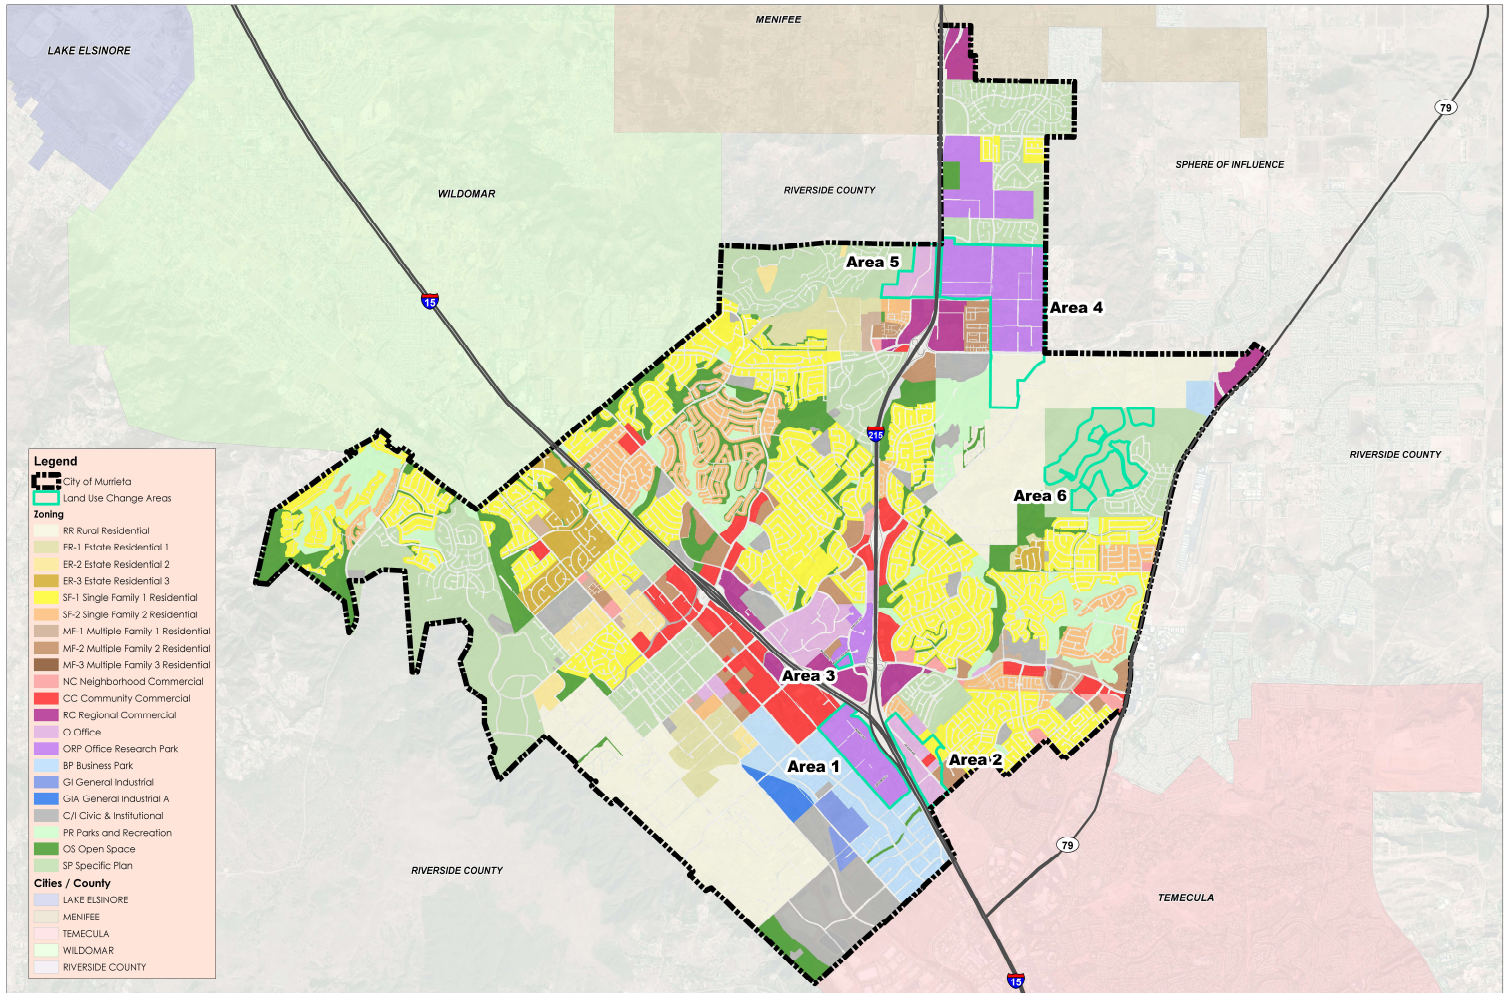 MENIFEE
LAKE ELSINORE
79
SPHERE OF INFLUENCE
WILDOMAR
RIVERSIDE COUNTY
Area 5
15
Area 4
215
RIVERSIDE COUNTY
Area 6
Area 3
Area 2
Area 1
79
RIVERSIDE COUNTY
TEMECULA
15
Legend
City of Murrieta
Land Use Change Areas
Zoning
RR Rural Residential
ER-1 Estate Residential 1
ER-2 Estate Residential 2
ER-3 Estate Residential 3
SF-1 Single Family 1 Residential
SF-2 Single Family 2 Residential
MF-1 Multiple Family 1 Residential
MF-2 Multiple Family 2 Residential
MF-3 Multiple Family 3 Residential
NC Neighborhood Commercial
CC Community Commercial
RC Regional Commercial
O Office
ORP Office Research Park
BP Business Park
GI General Industrial
GIA General Industrial A
C/I Civic & Institutional
PR Parks and Recreation
OS Open Space
SP Specific Plan
Cities / County
LAKE ELSINORE
MENIFEE
TEMECULA
WILDOMAR
RIVERSIDE COUNTY